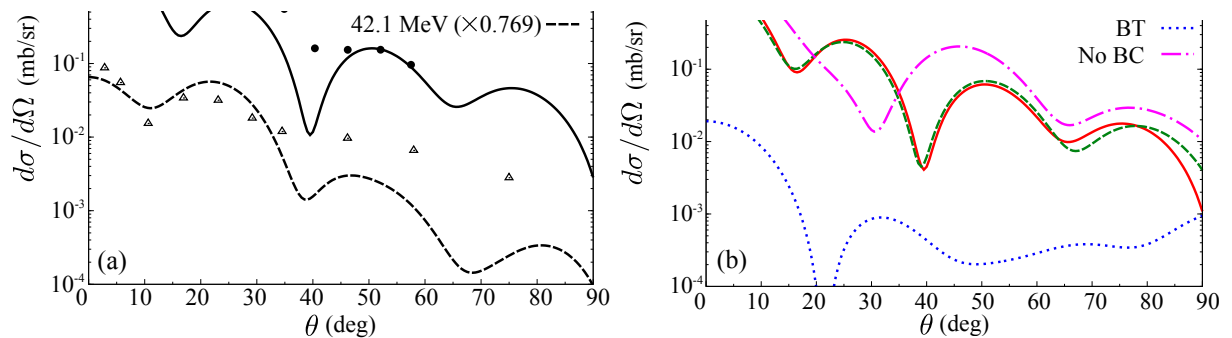 42.1 MeV (×0.769)
dσ/dΩ (mb/sr)
10⁻¹
10⁻²
10⁻³
10⁻⁴
(a)
0 10 20 30 40 50 60 70 80 90
θ (deg)
BT
No BC
dσ/dΩ (mb/sr)
10⁻¹
10⁻²
10⁻³
10⁻⁴
(b)
0 10 20 30 40 50 60 70 80 90
θ (deg)